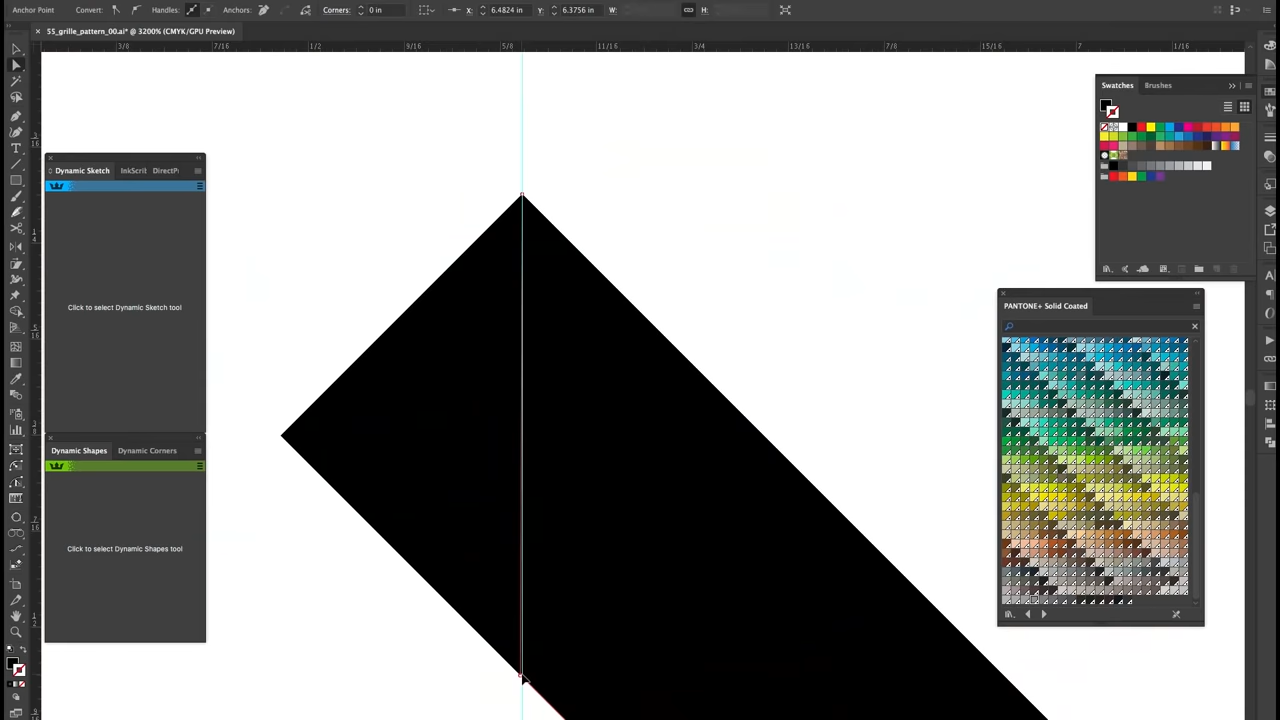 Anchor Point Convert: Handles: Anchors: Corners: 0 in X: 6.4824 in Y: 6.3756 in W: H:
× 55_grille_pattern_00.ai* @ 3200% (CMYK/GPU Preview)
3/8 7/16 1/2 9/16 5/8 11/16 3/4 13/16 7/8 15/16 7 1/16
Swatches Brushes
Dynamic Sketch InkScri DirectP
Click to select Dynamic Sketch tool
PANTONE+ Solid Coated
Dynamic Shapes Dynamic Corners
Click to select Dynamic Shapes tool